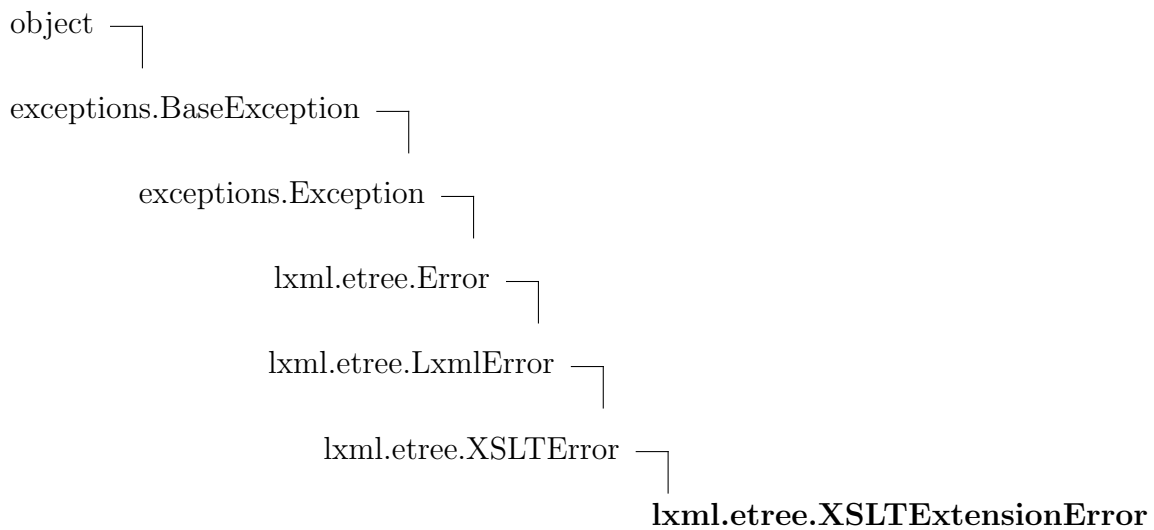 object
exceptions.BaseException
exceptions.Exception
lxml.etree.Error
lxml.etree.LxmlError
lxml.etree.XSLTError
lxml.etree.XSLTExtensionError